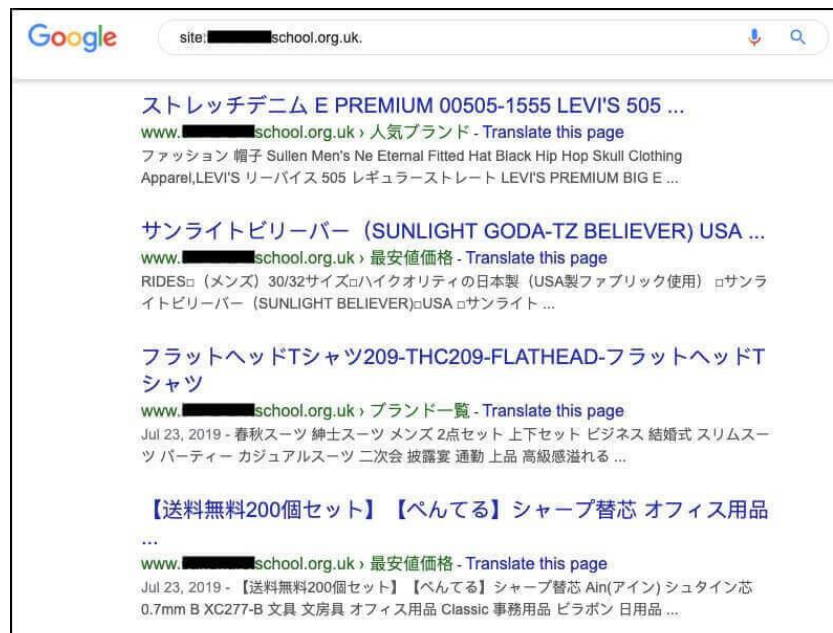 Google
site: school.org.uk.
ストレッチデニム E PREMIUM 00505-1555 LEVI'S 505 ...
www. school.org.uk › 人気ブランド - Translate this page
ファッション 帽子 Sullen Men's Ne Eternal Fitted Hat Black Hip Hop Skull Clothing
Apparel,LEVI'S リーバイス 505 レギュラーストレート LEVI'S PREMIUM BIG E ...
サンライトビリーバー（SUNLIGHT GODA-TZ BELIEVER) USA ...
www. school.org.uk › 最安値価格 - Translate this page
RIDES□（メンズ）30/32サイズ□ハイクオリティの日本製（USA製ファブリック使用） □サンラ
イトビリーバー（SUNLIGHT BELIEVER)□USA □サンライト ...
フラットヘッドTシャツ209-THC209-FLATHEAD-フラットヘッドT
シャツ
www. school.org.uk › ブランド一覧 - Translate this page
Jul 23, 2019 - 春秋スーツ 紳士スーツ メンズ 2点セット 上下セット ビジネス 結婚式 スリムスー
ツ パーティー カジュアルスーツ 二次会 披露宴 通勤 上品 高級感溢れる ...
【送料無料200個セット】【ぺんてる】シャープ替芯 オフィス用品
...
www. school.org.uk › 最安値価格 - Translate this page
Jul 23, 2019 - 【送料無料200個セット】【ぺんてる】シャープ替芯 Ain(アイン) シュタイン芯
0.7mm B XC277-B 文具 文房具 オフィス用品 Classic 事務用品 ビラボン 日用品 ...